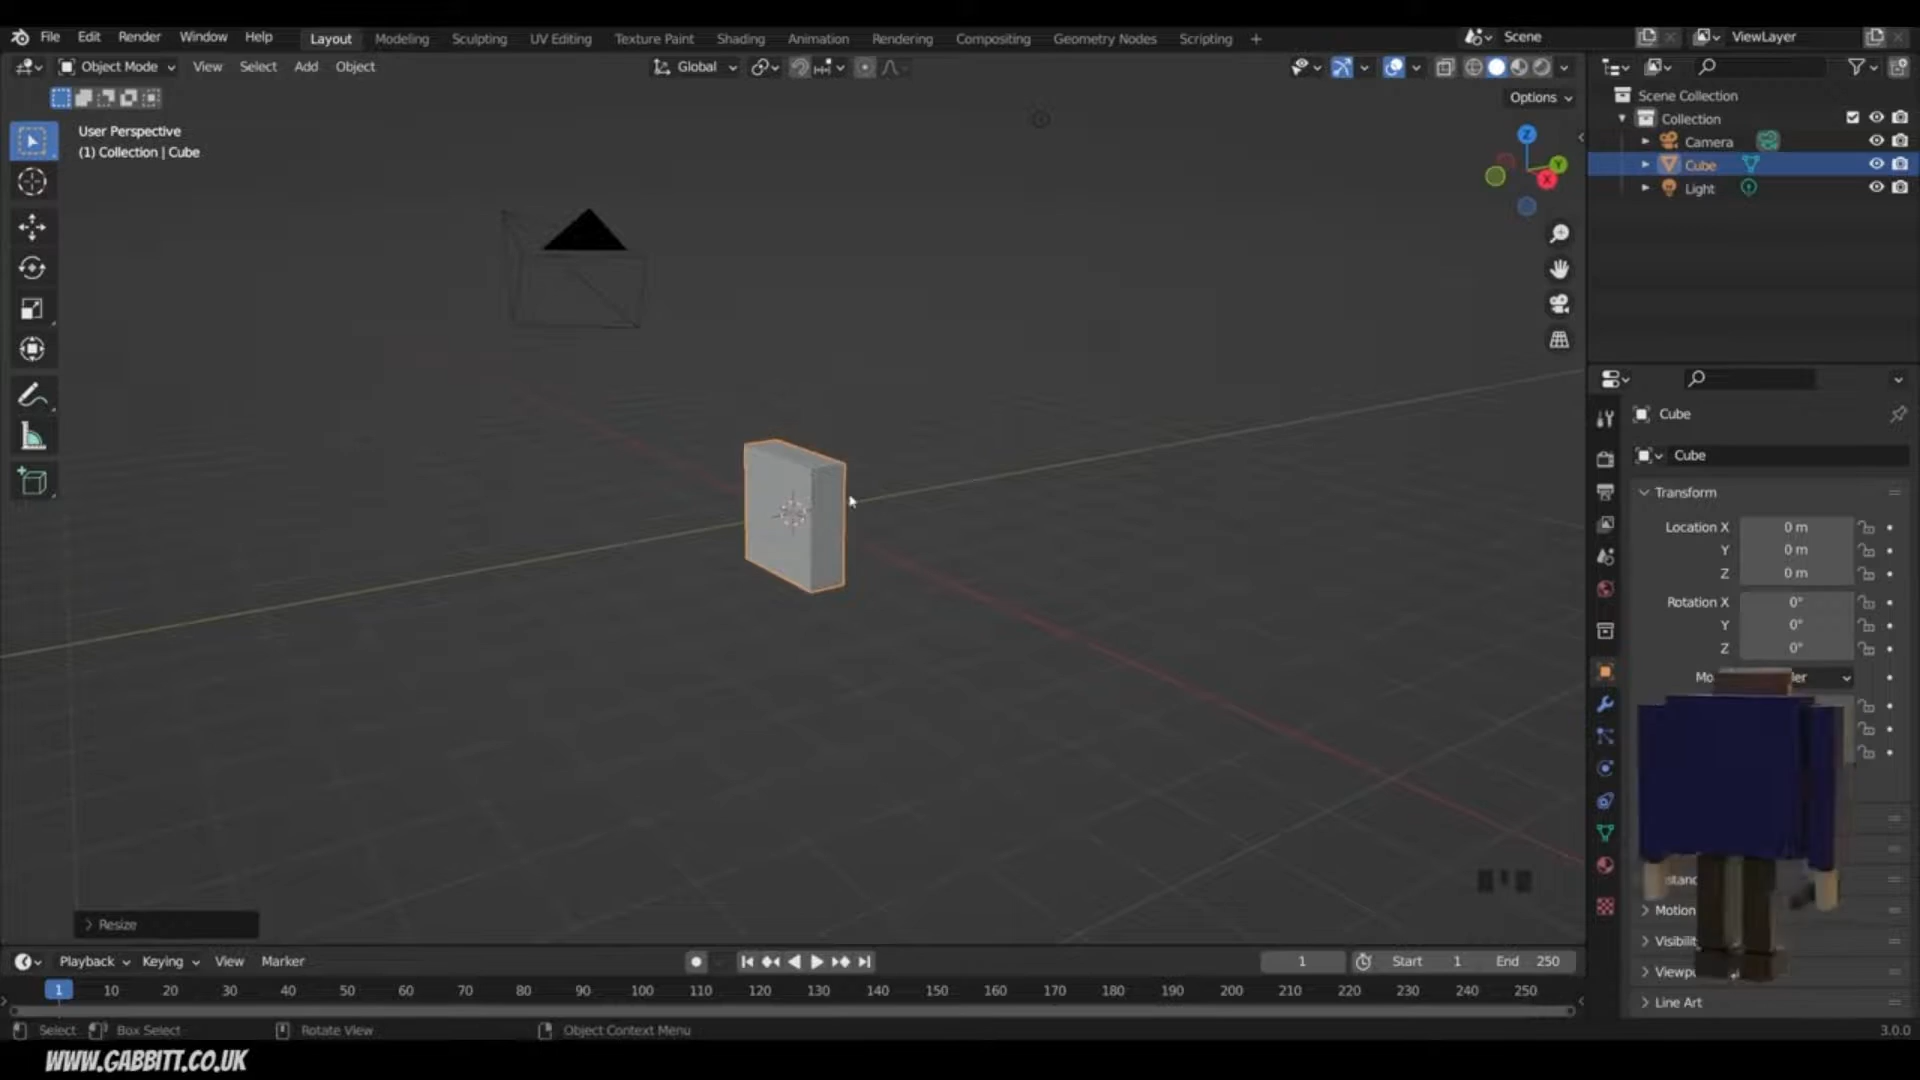 File Edit Render Window Help Layout Modeling Sculpting UV Editing Texture Paint Shading Animation Rendering Compositing Geometry Nodes Scripting + Scene ViewLayer
Object Mode View Select Add Object Global
Options
User Perspective
(1) Collection | Cube
Z
Y
X
Scene Collection
Collection
Camera
Cube
Light
Cube
Cube
Transform
Location X 0 m
Y 0 m
Z 0 m
Rotation X 0°
Y 0°
Z 0°
Motion
Line Art
Resize
Playback Keying View Marker 1 Start 1 End 250
1 10 20 30 40 50 60 70 80 90 100 110 120 130 140 150 160 170 180 190 200 210 220 230 240 250
Select Box Select Rotate View Object Context Menu 3.0.0
WWW.GABBITT.CO.UK